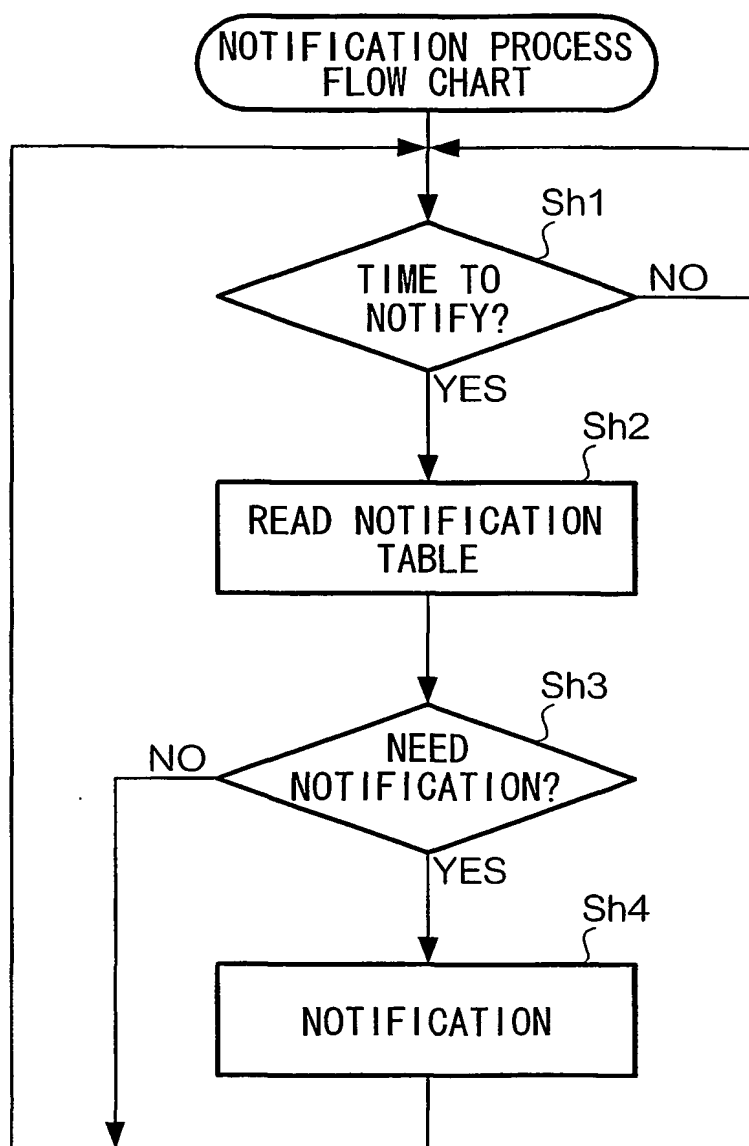 NOTIFICATION PROCESS
FLOW CHART
Sh1
TIME TO
NOTIFY?
NO
YES
Sh2
READ NOTIFICATION
TABLE
Sh3
NEED
NOTIFICATION?
NO
YES
Sh4
NOTIFICATION